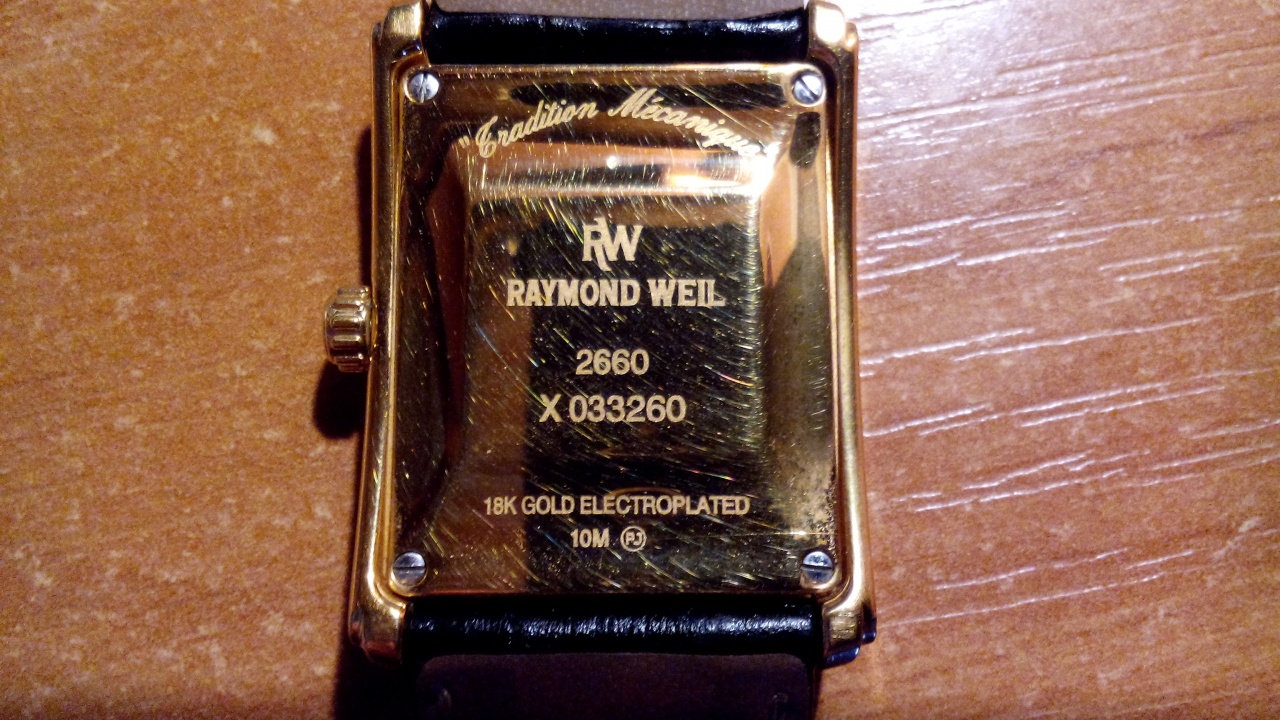 "Tradition Mécanique"
RW
RAYMOND WEIL
2660
X 033260
18K GOLD ELECTROPLATED
10M PJ